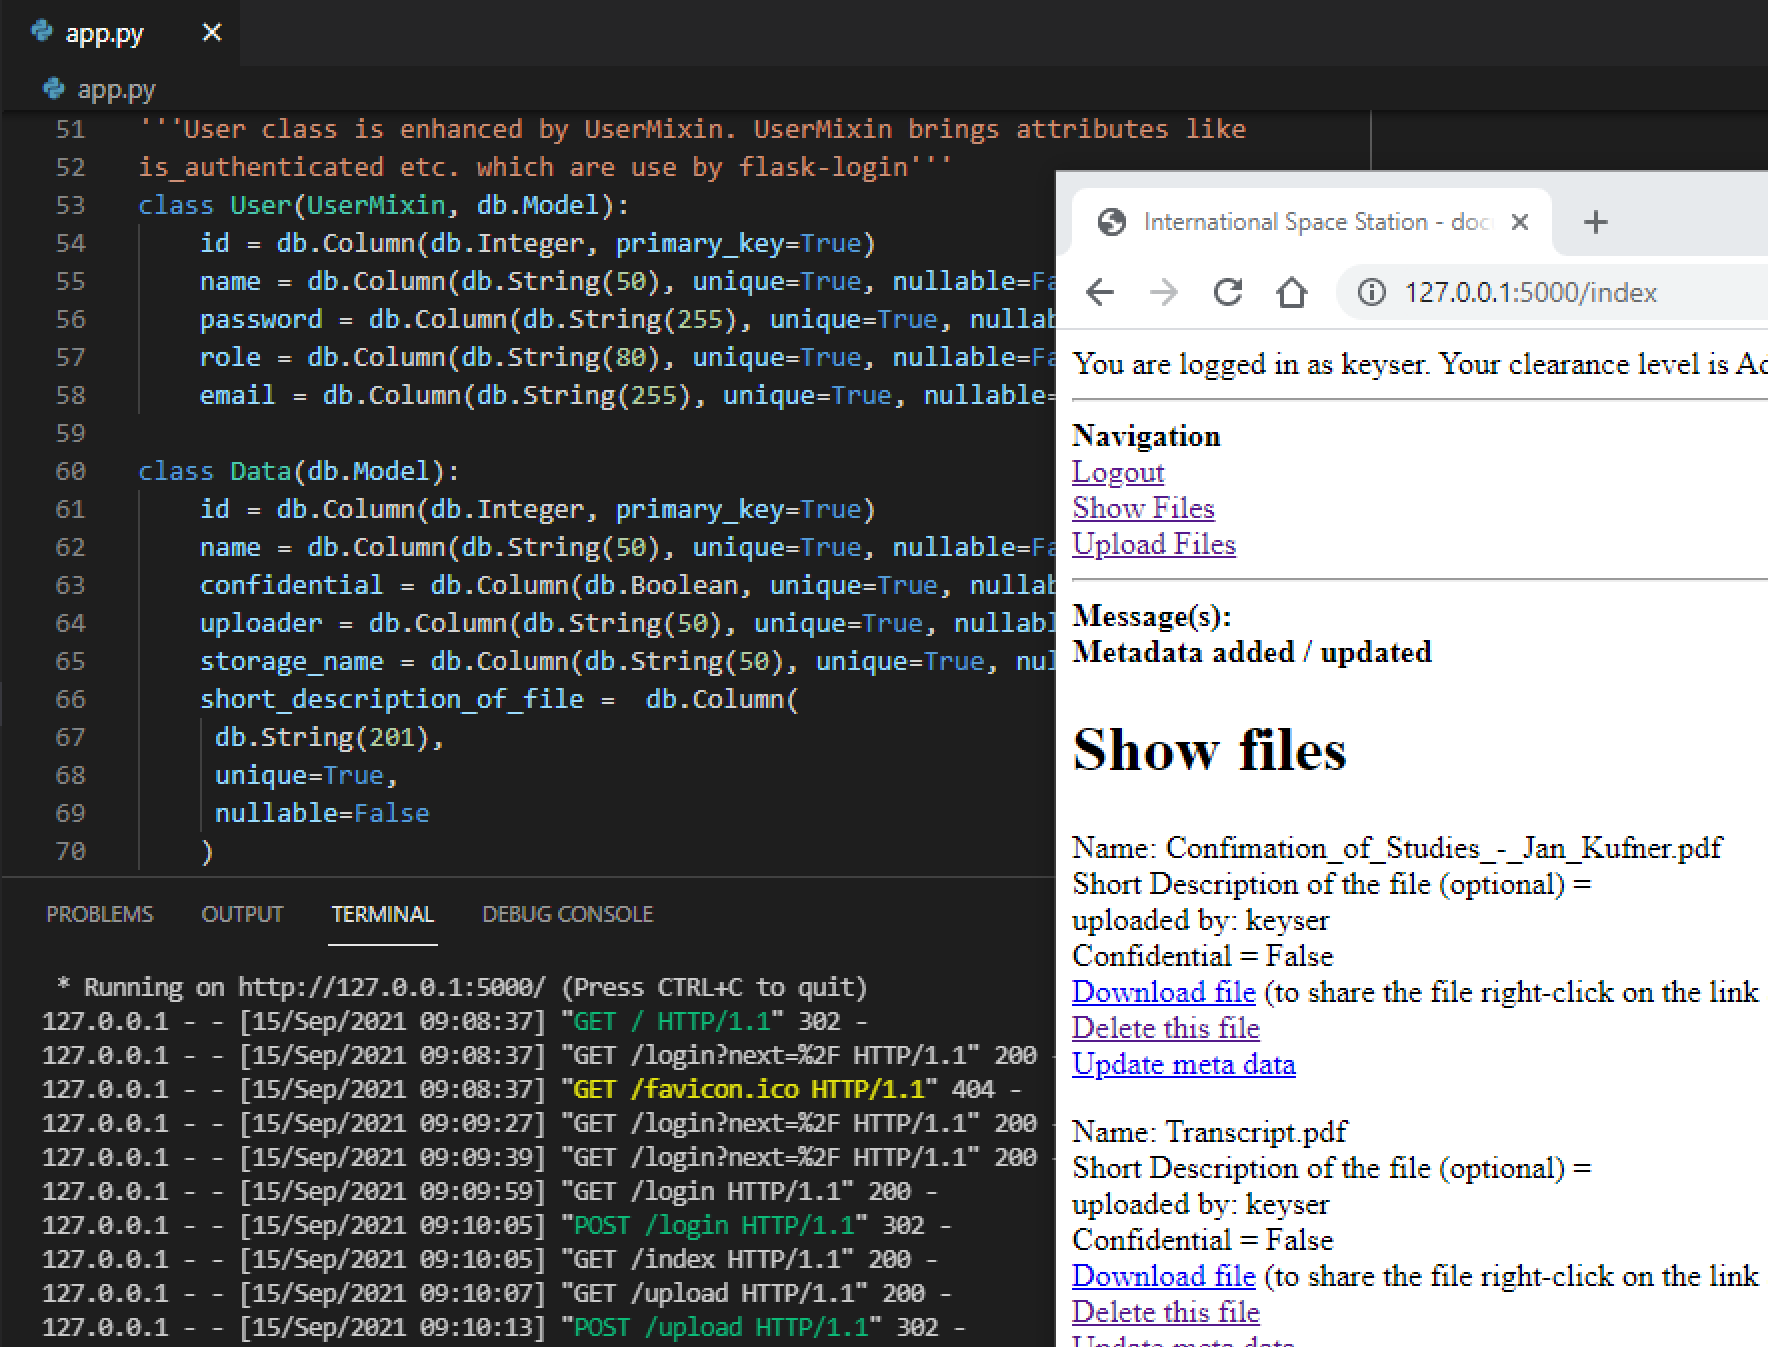 app.py
app.py
51 '''User class is enhanced by UserMixin. UserMixin brings attributes like
52 is_authenticated etc. which are use by flask-login'''
53 class User(UserMixin, db.Model):
54 id = db.Column(db.Integer, primary_key=True)
55 name = db.Column(db.String(50), unique=True, nullable=Fa
56 password = db.Column(db.String(255), unique=True, nullab
57 role = db.Column(db.String(80), unique=True, nullable=Fa
58 email = db.Column(db.String(255), unique=True, nullable=
59
60 class Data(db.Model):
61 id = db.Column(db.Integer, primary_key=True)
62 name = db.Column(db.String(50), unique=True, nullable=Fa
63 confidential = db.Column(db.Boolean, unique=True, nullab
64 uploader = db.Column(db.String(50), unique=True, nullabl
65 storage_name = db.Column(db.String(50), unique=True, nul
66 short_description_of_file =  db.Column(
67 db.String(201),
68 unique=True,
69 nullable=False
70 )
PROBLEMS OUTPUT TERMINAL DEBUG CONSOLE
* Running on http://127.0.0.1:5000/ (Press CTRL+C to quit)
127.0.0.1 - - [15/Sep/2021 09:08:37] "GET / HTTP/1.1" 302 -
127.0.0.1 - - [15/Sep/2021 09:08:37] "GET /login?next=%2F HTTP/1.1" 200 -
127.0.0.1 - - [15/Sep/2021 09:08:37] "GET /favicon.ico HTTP/1.1" 404 -
127.0.0.1 - - [15/Sep/2021 09:09:27] "GET /login?next=%2F HTTP/1.1" 200 -
127.0.0.1 - - [15/Sep/2021 09:09:39] "GET /login?next=%2F HTTP/1.1" 200 -
127.0.0.1 - - [15/Sep/2021 09:09:59] "GET /login HTTP/1.1" 200 -
127.0.0.1 - - [15/Sep/2021 09:10:05] "POST /login HTTP/1.1" 302 -
127.0.0.1 - - [15/Sep/2021 09:10:05] "GET /index HTTP/1.1" 200 -
127.0.0.1 - - [15/Sep/2021 09:10:07] "GET /upload HTTP/1.1" 200 -
127.0.0.1 - - [15/Sep/2021 09:10:13] "POST /upload HTTP/1.1" 302 -
International Space Station - doc
127.0.0.1:5000/index
You are logged in as keyser. Your clearance level is Ad
Navigation
Logout
Show Files
Upload Files
Message(s):
Metadata added / updated
Show files
Name: Confimation_of_Studies_-_Jan_Kufner.pdf
Short Description of the file (optional) =
uploaded by: keyser
Confidential = False
Download file (to share the file right-click on the link
Delete this file
Update meta data
Name: Transcript.pdf
Short Description of the file (optional) =
uploaded by: keyser
Confidential = False
Download file (to share the file right-click on the link
Delete this file
Update meta data